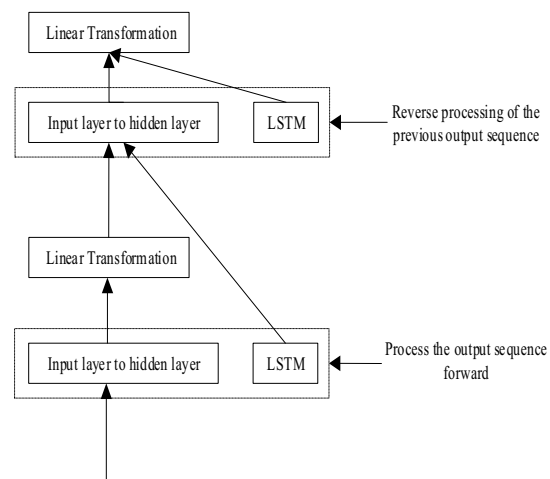 Linear Transformation
Input layer to hidden layer
LSTM
Reverse processing of the
previous output sequence
Linear Transformation
Input layer to hidden layer
LSTM
Process the output sequence
forward